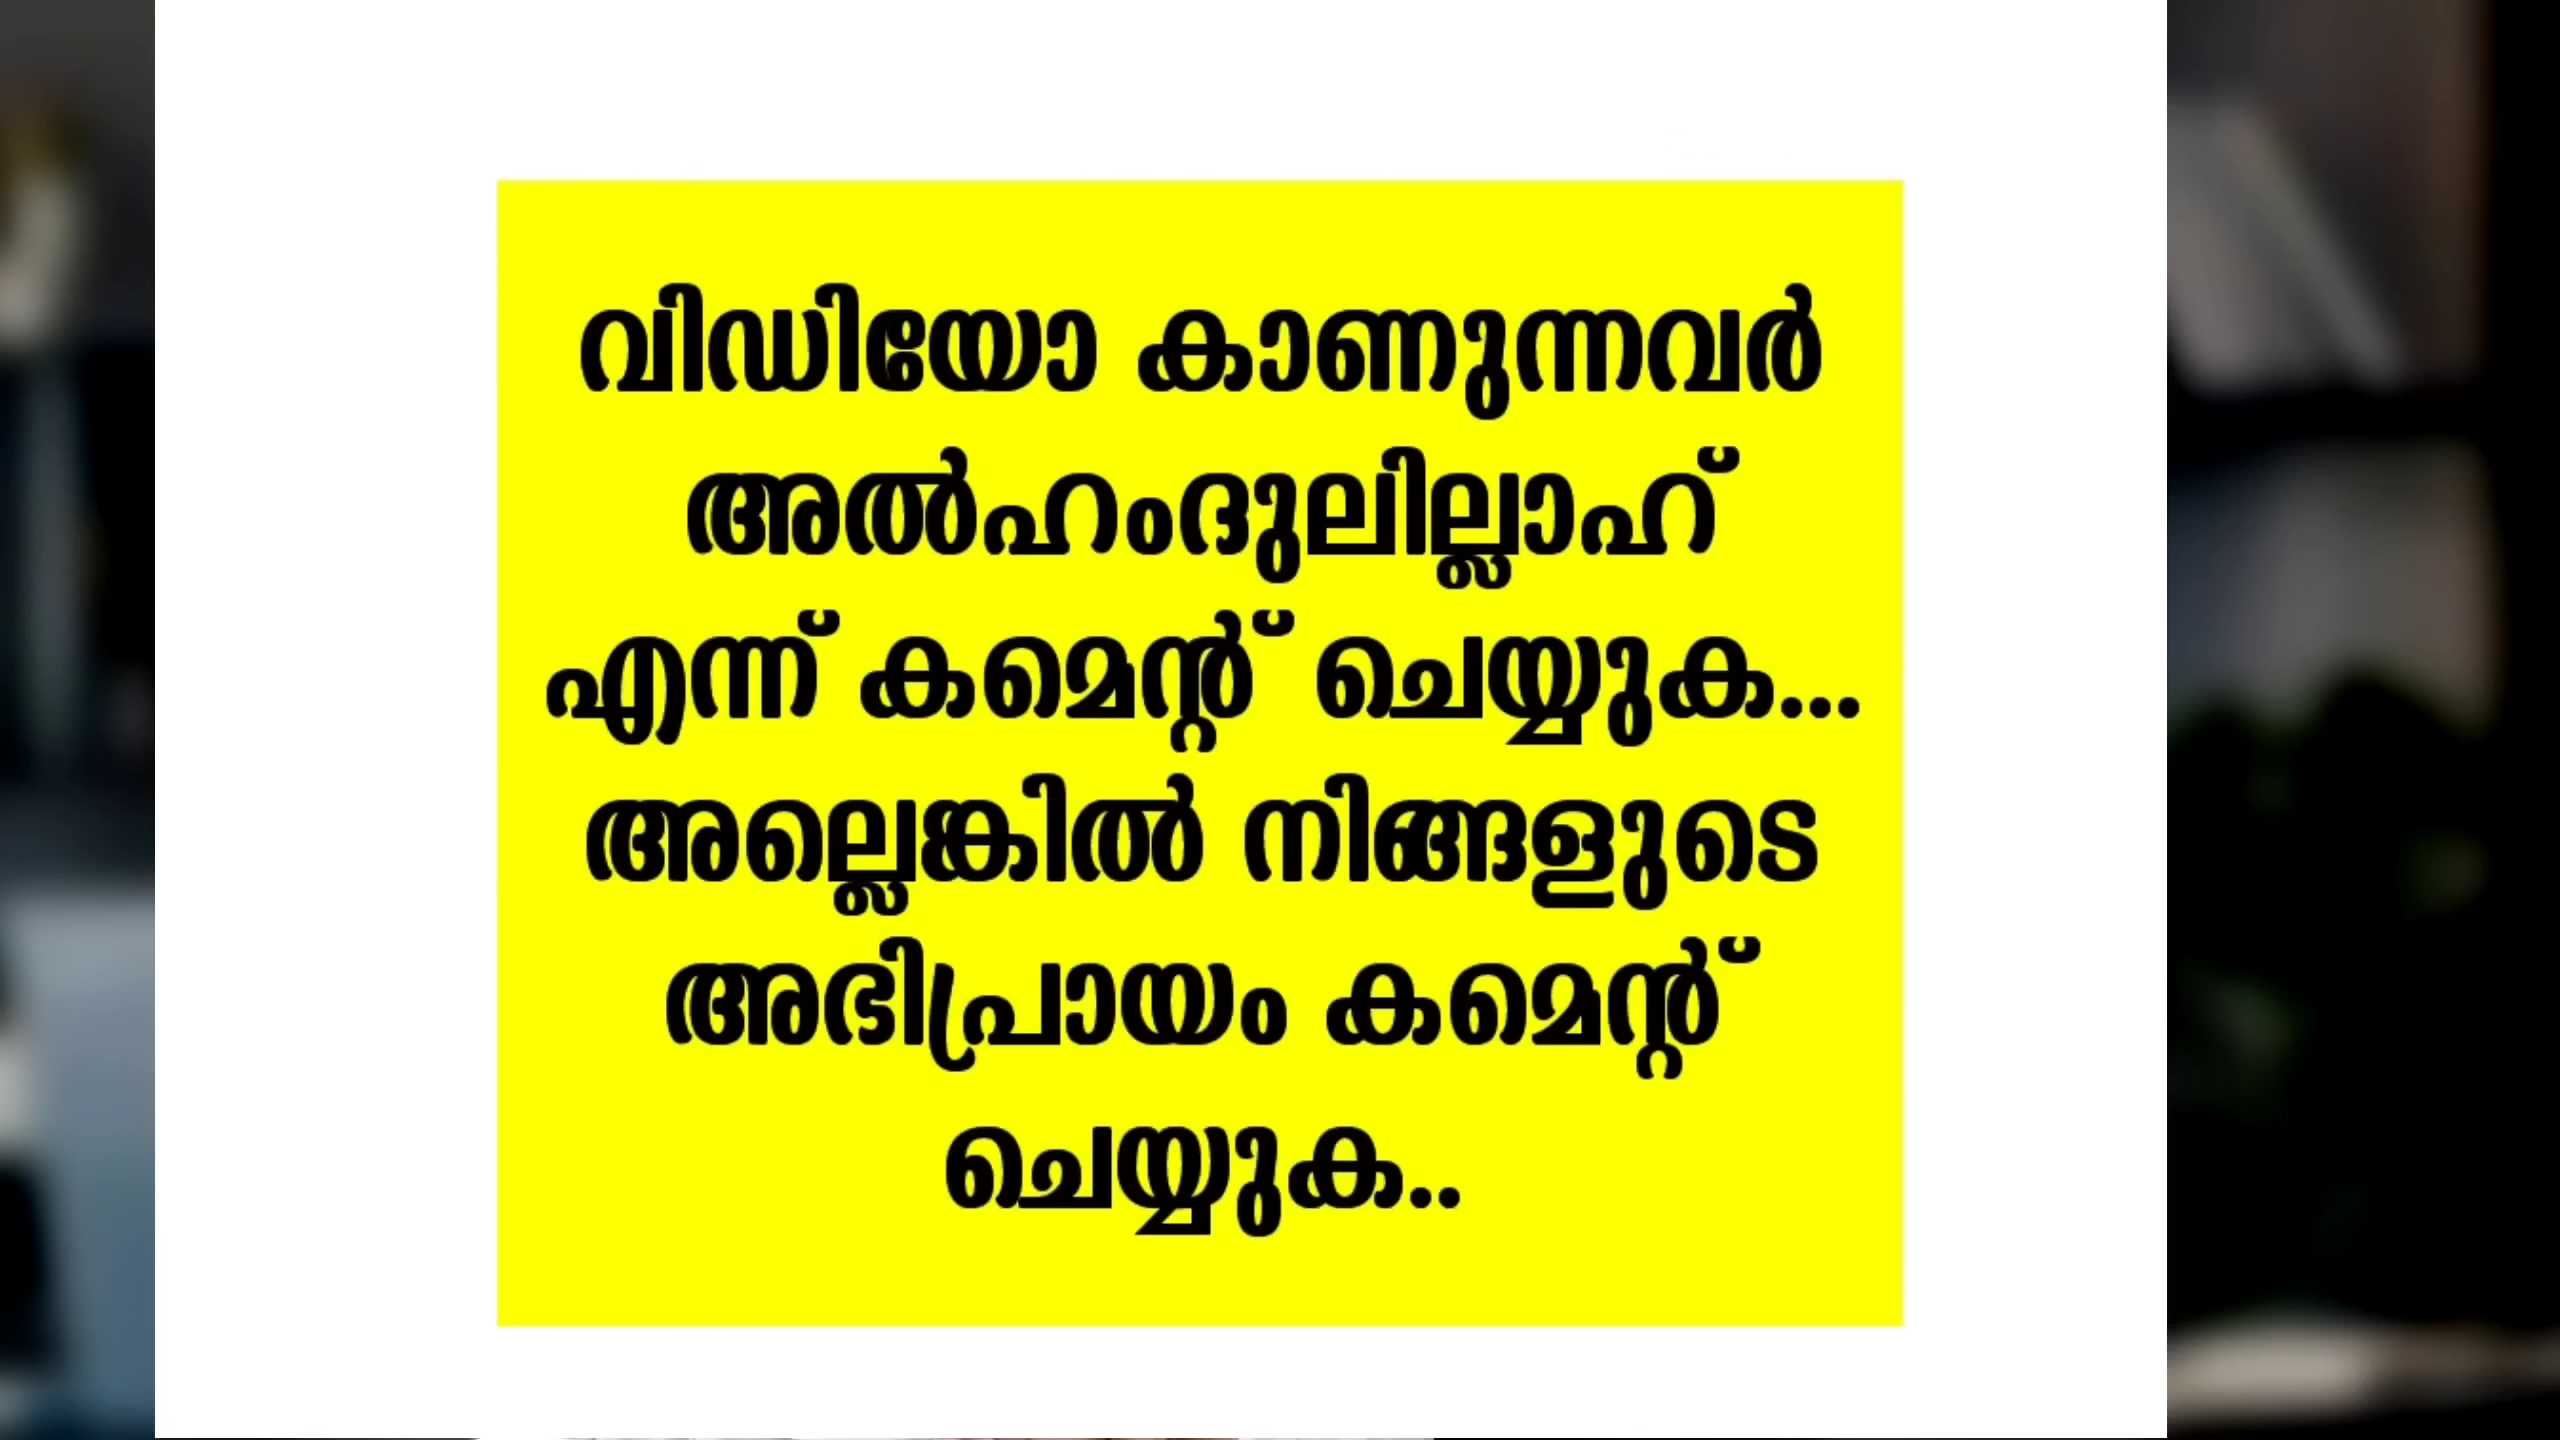 വിഡിയോ കാണുന്നവർ
അൽഹംദുലില്ലാഹ്
എന്ന് കമെന്റ് ചെയ്യുക...
അല്ലെങ്കിൽ നിങ്ങളുടെ
അഭിപ്രായം കമെന്റ്
ചെയ്യുക..